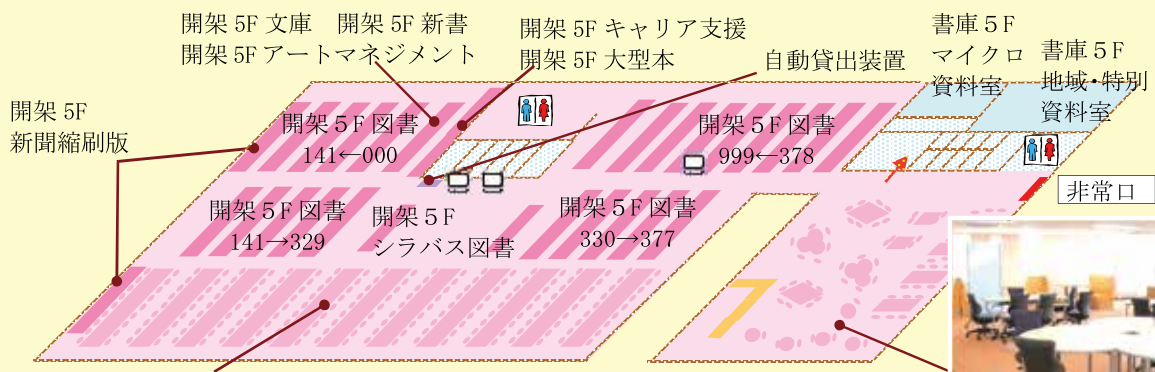 開架 5F 文庫　開架 5F 新書
開架 5F アートマネジメント
開架 5F キャリア支援
開架 5F 大型本
自動貸出装置
書庫５F
マイクロ
資料室
書庫５F
地域・特別
資料室
開架 5F
新聞縮刷版
開架５F 図書
141←000
開架５F 図書
999←378
非常口
開架５F 図書
141→329
開架５F
シラバス図書
開架５F 図書
330→377